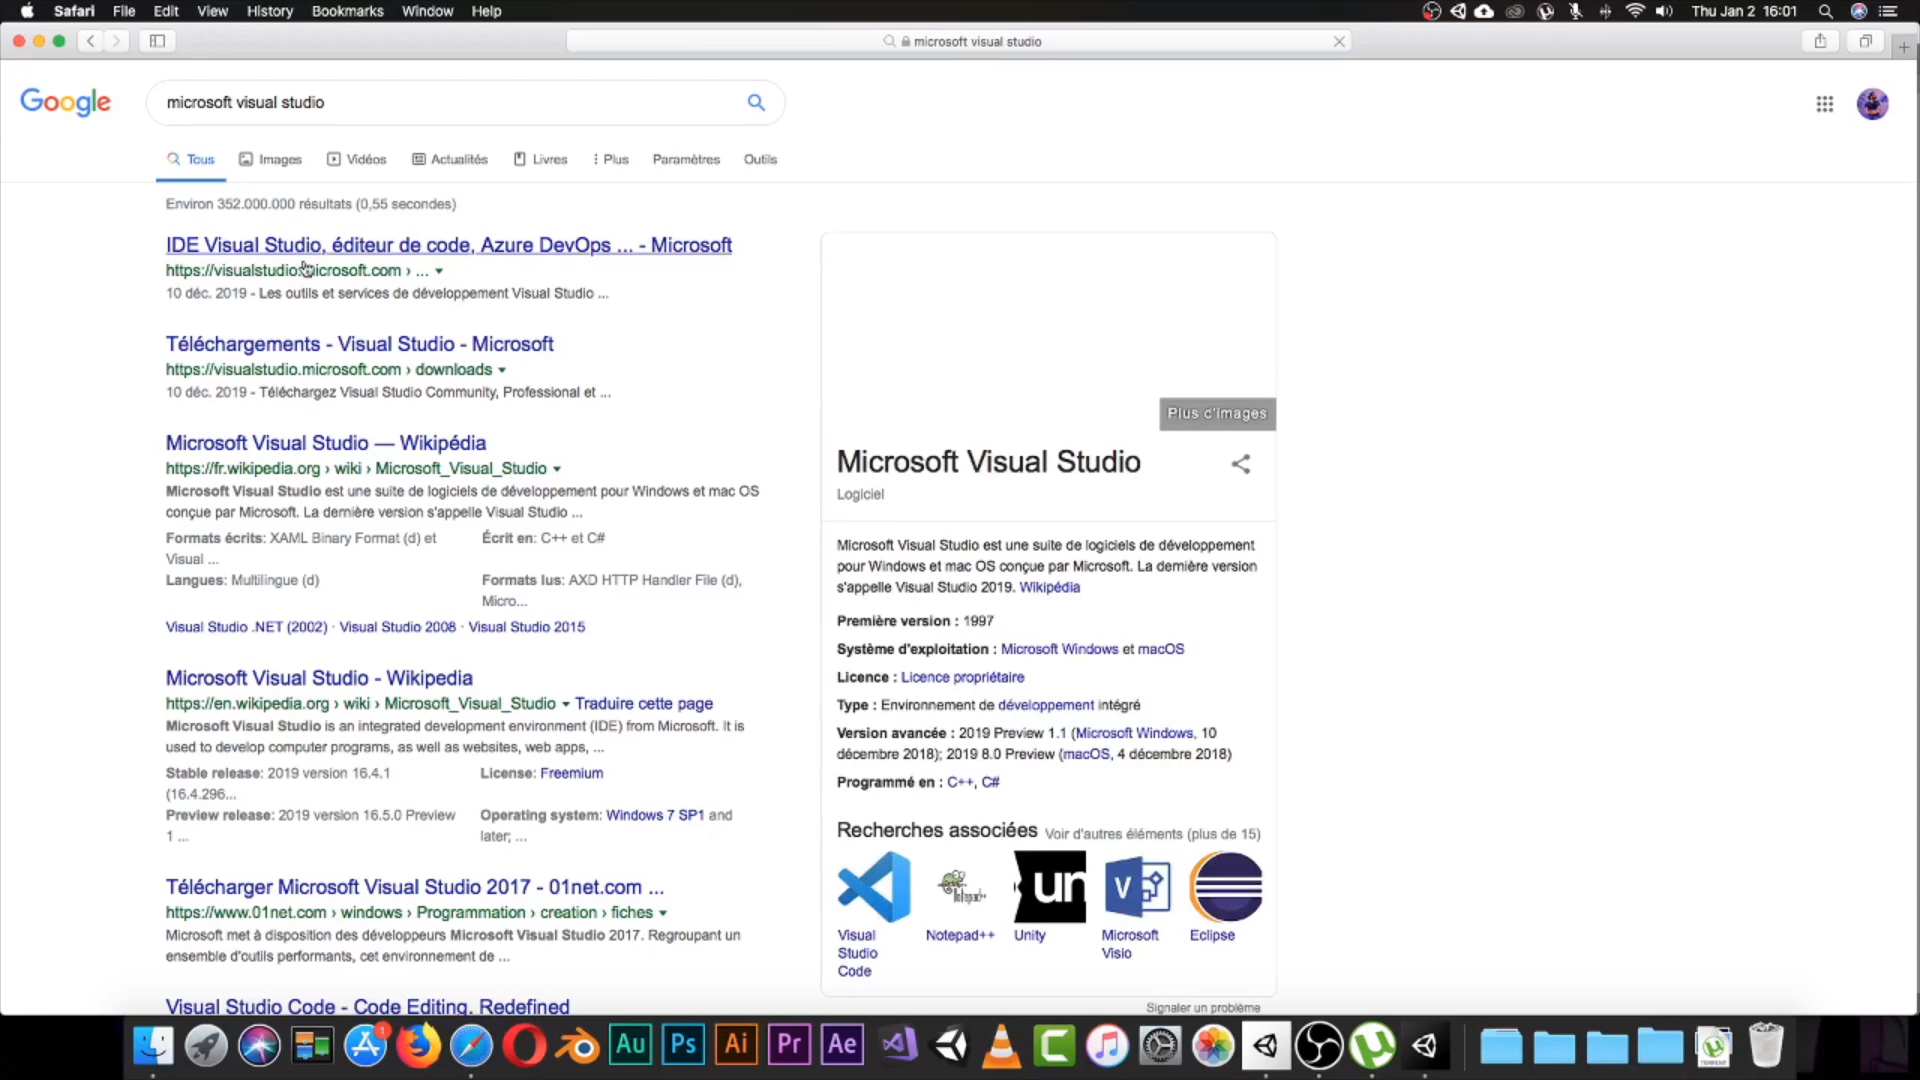 Safari File Edit View History Bookmarks Window Help Thu Jan 2 16:01
microsoft visual studio
Google microsoft visual studio
Tous Images Vidéos Actualités Livres Plus Paramètres Outils
Environ 352.000.000 résultats (0,55 secondes)
IDE Visual Studio, éditeur de code, Azure DevOps ... - Microsoft
https://visualstudio.microsoft.com › ...
10 déc. 2019 - Les outils et services de développement Visual Studio ...
Téléchargements - Visual Studio - Microsoft
https://visualstudio.microsoft.com › downloads
10 déc. 2019 - Téléchargez Visual Studio Community, Professional et ...
Microsoft Visual Studio — Wikipédia
https://fr.wikipedia.org › wiki › Microsoft_Visual_Studio
Microsoft Visual Studio est une suite de logiciels de développement pour Windows et mac OS
conçue par Microsoft. La dernière version s'appelle Visual Studio ...
Formats écrits: XAML Binary Format (d) et
Visual ...
Écrit en: C++ et C#
Langues: Multilingue (d)
Formats lus: AXD HTTP Handler File (d),
Micro...
Visual Studio .NET (2002) · Visual Studio 2008 · Visual Studio 2015
Microsoft Visual Studio - Wikipedia
https://en.wikipedia.org › wiki › Microsoft_Visual_Studio Traduire cette page
Microsoft Visual Studio is an integrated development environment (IDE) from Microsoft. It is
used to develop computer programs, as well as websites, web apps, ...
Stable release: 2019 version 16.4.1
(16.4.296...
License: Freemium
Preview release: 2019 version 16.5.0 Preview
1 ...
Operating system: Windows 7 SP1 and
later; ...
Télécharger Microsoft Visual Studio 2017 - 01net.com ...
https://www.01net.com › windows › Programmation › creation › fiches
Microsoft met à disposition des développeurs Microsoft Visual Studio 2017. Regroupant un
ensemble d'outils performants, cet environnement de ...
Visual Studio Code - Code Editing. Redefined
Plus d'images
Microsoft Visual Studio
Logiciel
Microsoft Visual Studio est une suite de logiciels de développement
pour Windows et mac OS conçue par Microsoft. La dernière version
s'appelle Visual Studio 2019. Wikipédia
Première version : 1997
Système d'exploitation : Microsoft Windows et macOS
Licence : Licence propriétaire
Type : Environnement de développement intégré
Version avancée : 2019 Preview 1.1 (Microsoft Windows, 10
décembre 2018); 2019 8.0 Preview (macOS, 4 décembre 2018)
Programmé en : C++, C#
Recherches associées Voir d'autres éléments (plus de 15)
Notepad++ un V
Visual
Studio
Code
Notepad++
Unity
Microsoft
Visio
Eclipse
Signaler un problème
1 Au Ps Ai Pr Ae C TORRENT